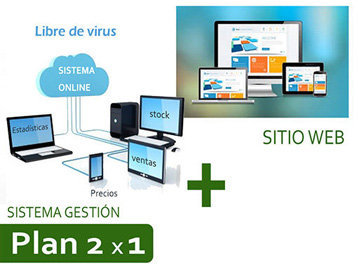 Libre de virus
SISTEMA
ONLINE
Estadísticas
stock
ventas
Precios
SITIO WEB
+
SISTEMA GESTIÓN
Plan 2 x 1